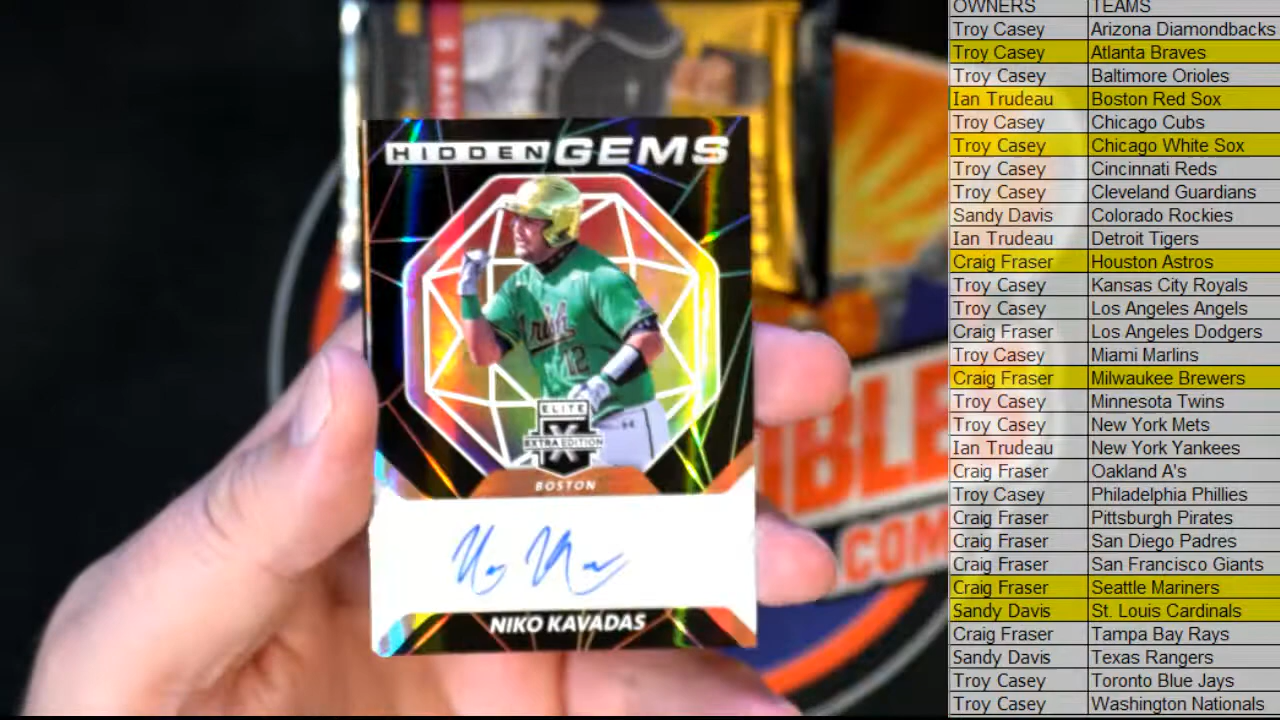 HIDDEN GEMS
Irish
12
ELITE
EXTRA EDITION
X
BOSTON
NIKO KAVADAS
IBLE
.COM
OWNERS TEAMS
Troy Casey Arizona Diamondbacks
Troy Casey Atlanta Braves
Troy Casey Baltimore Orioles
Ian Trudeau Boston Red Sox
Troy Casey Chicago Cubs
Troy Casey Chicago White Sox
Troy Casey Cincinnati Reds
Troy Casey Cleveland Guardians
Sandy Davis Colorado Rockies
Ian Trudeau Detroit Tigers
Craig Fraser Houston Astros
Troy Casey Kansas City Royals
Troy Casey Los Angeles Angels
Craig Fraser Los Angeles Dodgers
Troy Casey Miami Marlins
Craig Fraser Milwaukee Brewers
Troy Casey Minnesota Twins
Troy Casey New York Mets
Ian Trudeau New York Yankees
Craig Fraser Oakland A's
Troy Casey Philadelphia Phillies
Craig Fraser Pittsburgh Pirates
Craig Fraser San Diego Padres
Craig Fraser San Francisco Giants
Craig Fraser Seattle Mariners
Sandy Davis St. Louis Cardinals
Craig Fraser Tampa Bay Rays
Sandy Davis Texas Rangers
Troy Casey Toronto Blue Jays
Troy Casey Washington Nationals